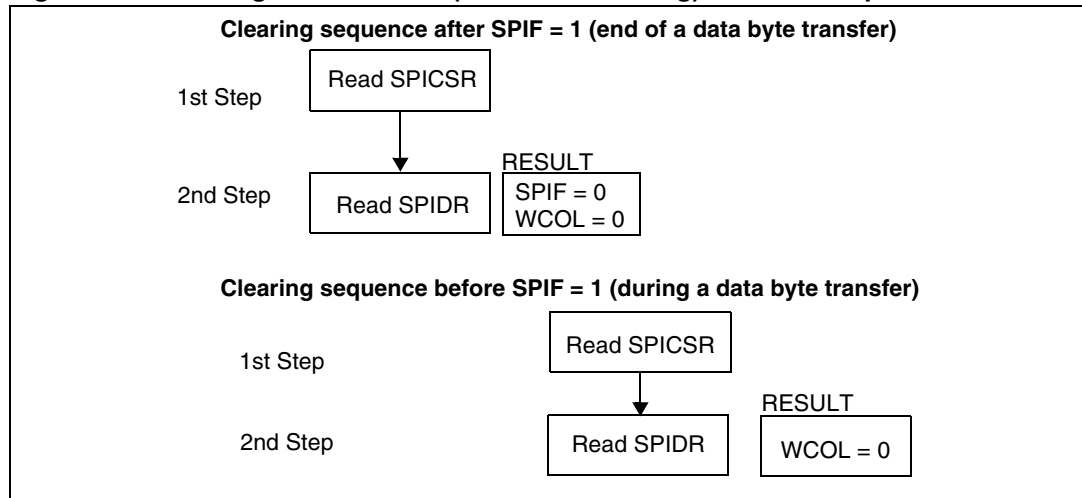 Clearing sequence after SPIF = 1 (end of a data byte transfer)
1st Step
Read SPICSR
RESULT
2nd Step
Read SPIDR
SPIF = 0
WCOL = 0
Clearing sequence before SPIF = 1 (during a data byte transfer)
1st Step
Read SPICSR
RESULT
2nd Step
Read SPIDR
WCOL = 0